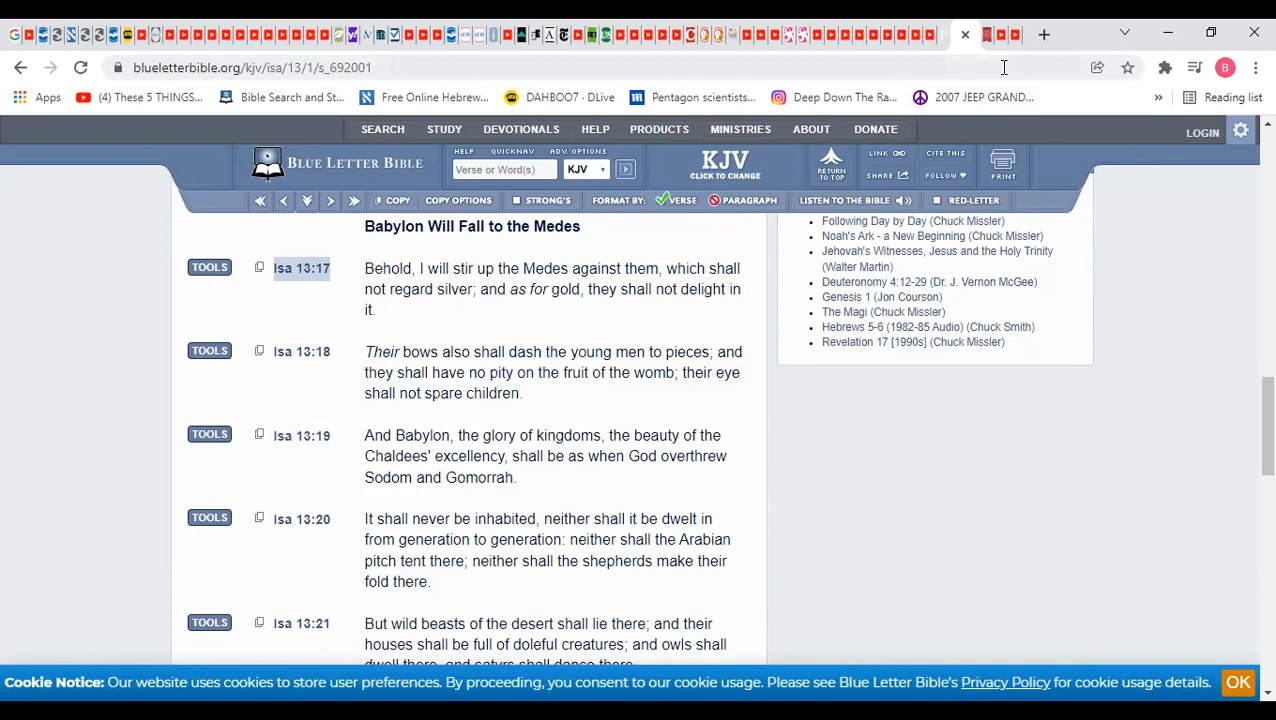 blueletterbible.org/kjv/isa/13/1/s_692001
B
Apps (4) These 5 THINGS... Bible Search and St... Free Online Hebrew... DAHBOO7 - DLive Pentagon scientists... Deep Down The Ra... 2007 JEEP GRAND... » Reading list
SEARCH STUDY DEVOTIONALS HELP PRODUCTS MINISTRIES ABOUT DONATE LOGIN
BLUE LETTER BIBLE
HELP QUICKNAV ADV. OPTIONS
Verse or Word(s) KJV
KJV
CLICK TO CHANGE
RETURN
TO TOP
LINK CITE THIS
SHARE FOLLOW
PRINT
COPY COPY OPTIONS STRONG'S FORMAT BY: VERSE PARAGRAPH LISTEN TO THE BIBLE RED-LETTER
Babylon Will Fall to the Medes
TOOLS Isa 13:17 Behold, I will stir up the Medes against them, which shall
not regard silver; and as for gold, they shall not delight in
it.
TOOLS Isa 13:18 Their bows also shall dash the young men to pieces; and
they shall have no pity on the fruit of the womb; their eye
shall not spare children.
TOOLS Isa 13:19 And Babylon, the glory of kingdoms, the beauty of the
Chaldees' excellency, shall be as when God overthrew
Sodom and Gomorrah.
TOOLS Isa 13:20 It shall never be inhabited, neither shall it be dwelt in
from generation to generation: neither shall the Arabian
pitch tent there; neither shall the shepherds make their
fold there.
TOOLS Isa 13:21 But wild beasts of the desert shall lie there; and their
houses shall be full of doleful creatures; and owls shall
dwell there, and satyrs shall dance there.
Following Day by Day (Chuck Missler)
Noah's Ark - a New Beginning (Chuck Missler)
Jehovah's Witnesses, Jesus and the Holy Trinity
(Walter Martin)
Deuteronomy 4:12-29 (Dr. J. Vernon McGee)
Genesis 1 (Jon Courson)
The Magi (Chuck Missler)
Hebrews 5-6 (1982-85 Audio) (Chuck Smith)
Revelation 17 [1990s] (Chuck Missler)
Cookie Notice: Our website uses cookies to store user preferences. By proceeding, you consent to our cookie usage. Please see Blue Letter Bible's Privacy Policy for cookie usage details. OK